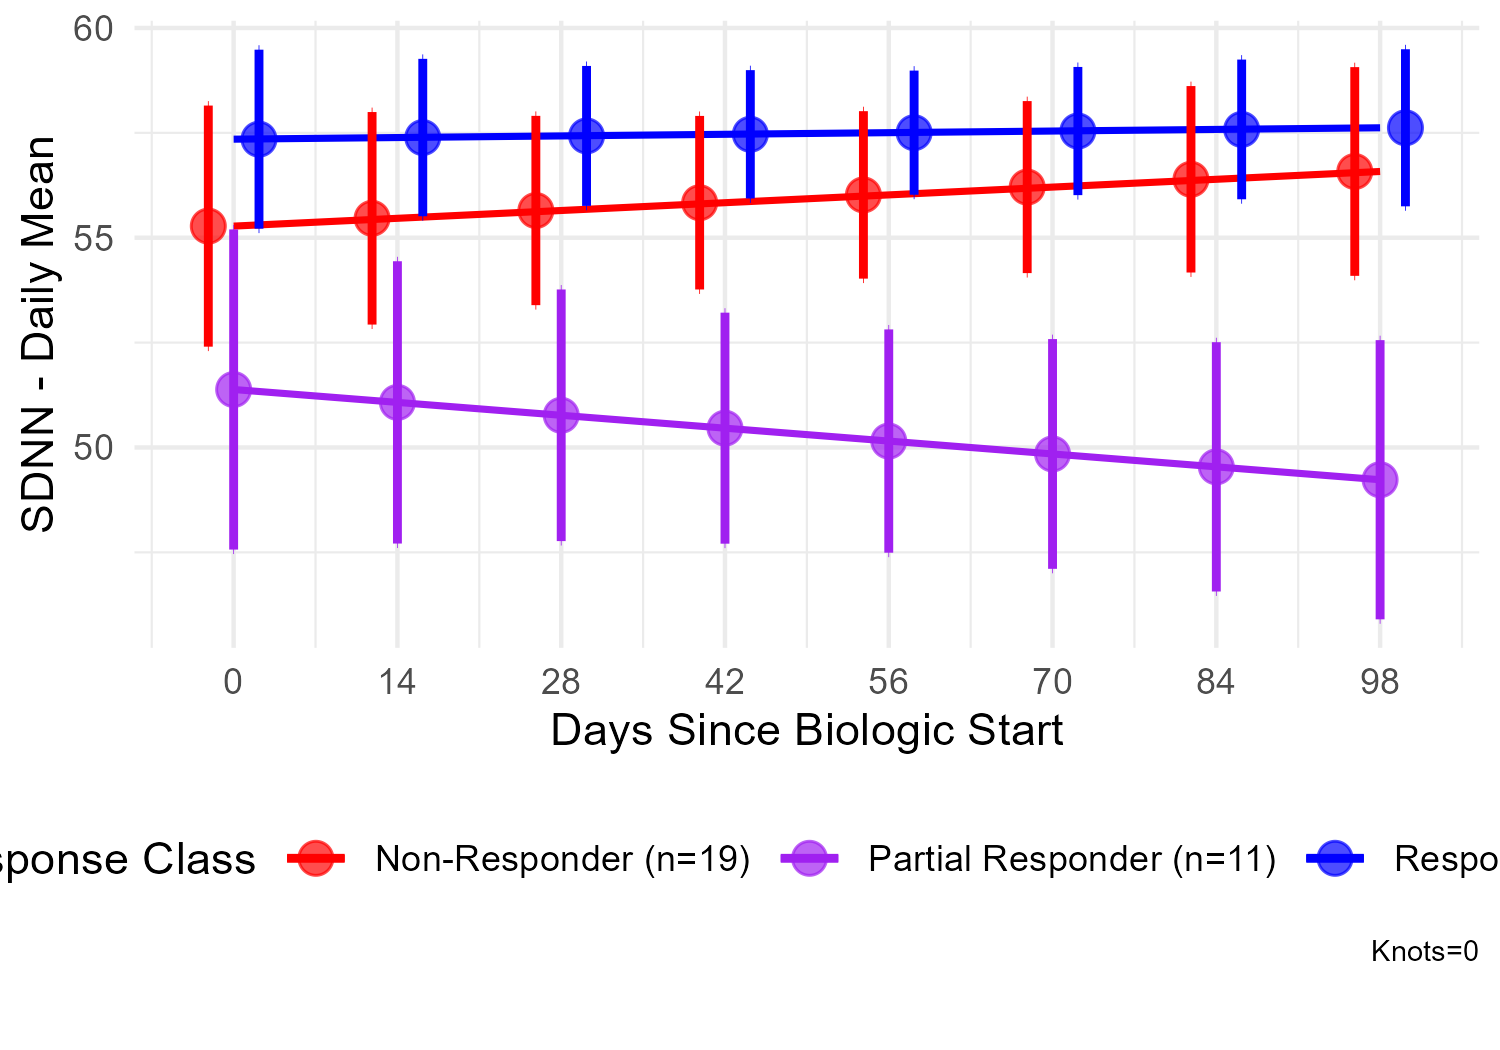 60
55
50
SDNN - Daily Mean
0 14 28 42 56 70 84 98
Days Since Biologic Start
sponse Class Non-Responder (n=19) Partial Responder (n=11) Respo
Knots=0